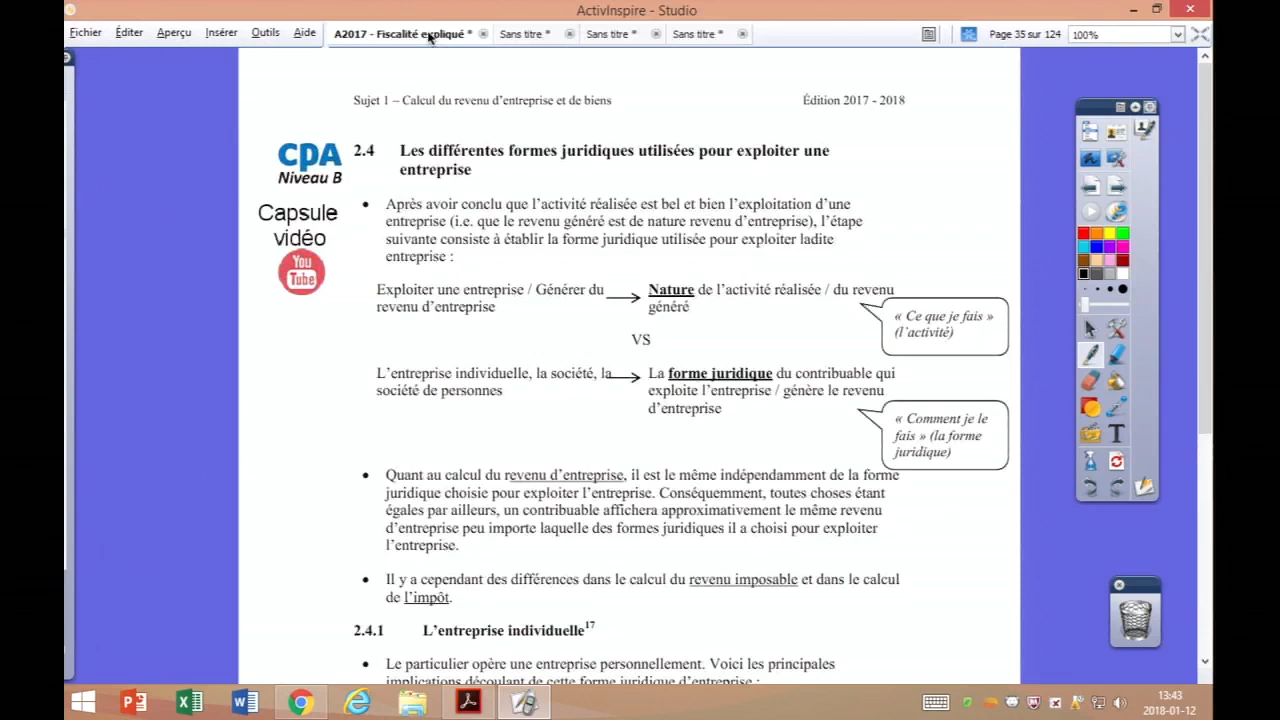 ActivInspire - Studio
Fichier Éditer Aperçu Insérer Outils Aide
A2017 - Fiscalité expliqué * Sans titre * Sans titre * Sans titre *
Page 35 sur 124 100%
Sujet 1 – Calcul du revenu d’entreprise et de biens Édition 2017 - 2018
CPA
Niveau B
Capsule
vidéo
You
Tube
2.4 Les différentes formes juridiques utilisées pour exploiter une
entreprise
• Après avoir conclu que l’activité réalisée est bel et bien l’exploitation d’une
entreprise (i.e. que le revenu généré est de nature revenu d’entreprise), l’étape
suivante consiste à établir la forme juridique utilisée pour exploiter ladite
entreprise :
Exploiter une entreprise / Générer du
revenu d’entreprise
Nature de l’activité réalisée / du revenu
généré
« Ce que je fais »
(l’activité)
VS
L’entreprise individuelle, la société, la
société de personnes
La forme juridique du contribuable qui
exploite l’entreprise / génère le revenu
d’entreprise
« Comment je le
fais » (la forme
juridique)
• Quant au calcul du revenu d’entreprise, il est le même indépendamment de la forme
juridique choisie pour exploiter l’entreprise. Conséquemment, toutes choses étant
égales par ailleurs, un contribuable affichera approximativement le même revenu
d’entreprise peu importe laquelle des formes juridiques il a choisi pour exploiter
l’entreprise.
• Il y a cependant des différences dans le calcul du revenu imposable et dans le calcul
de l’impôt.
2.4.1 L’entreprise individuelle17
• Le particulier opère une entreprise personnellement. Voici les principales
implications découlant de cette forme juridique d’entreprise :
13:43
2018-01-12